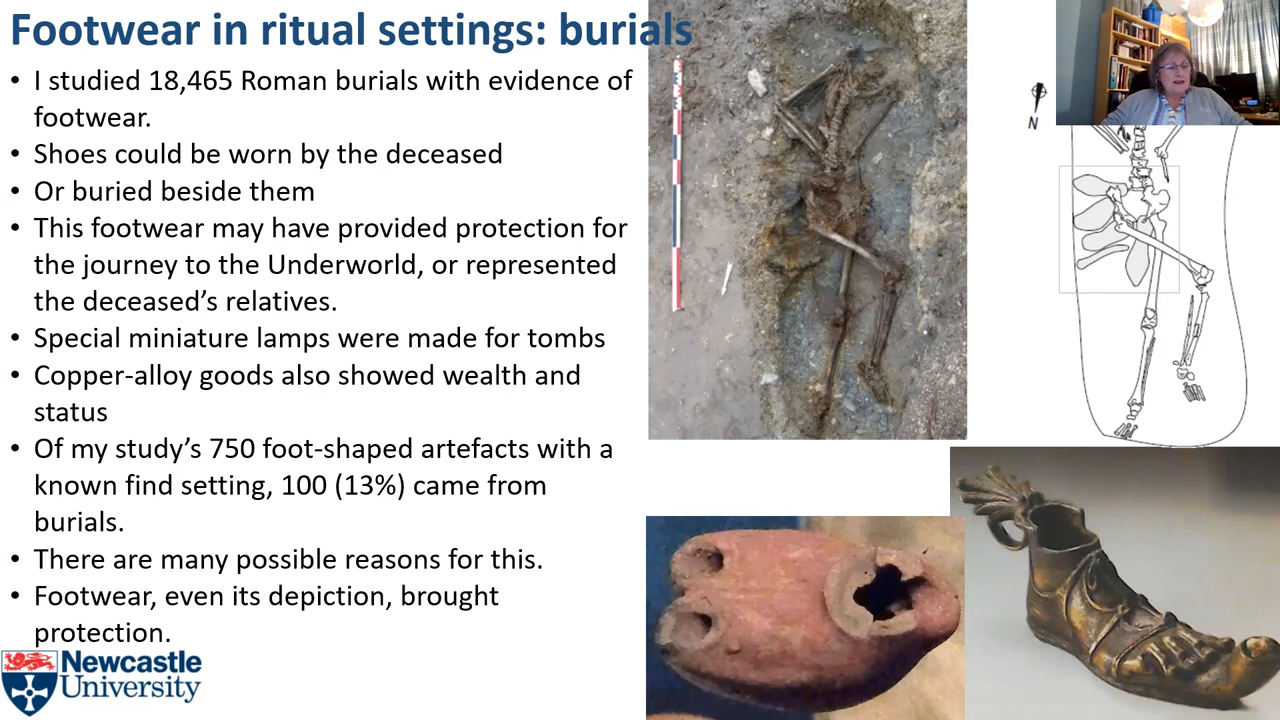 Footwear in ritual settings: burials
• I studied 18,465 Roman burials with evidence of
footwear.
• Shoes could be worn by the deceased
• Or buried beside them
• This footwear may have provided protection for
the journey to the Underworld, or represented
the deceased’s relatives.
• Special miniature lamps were made for tombs
• Copper-alloy goods also showed wealth and
status
• Of my study’s 750 foot-shaped artefacts with a
known find setting, 100 (13%) came from
burials.
• There are many possible reasons for this.
• Footwear, even its depiction, brought
protection.
N
Newcastle
University